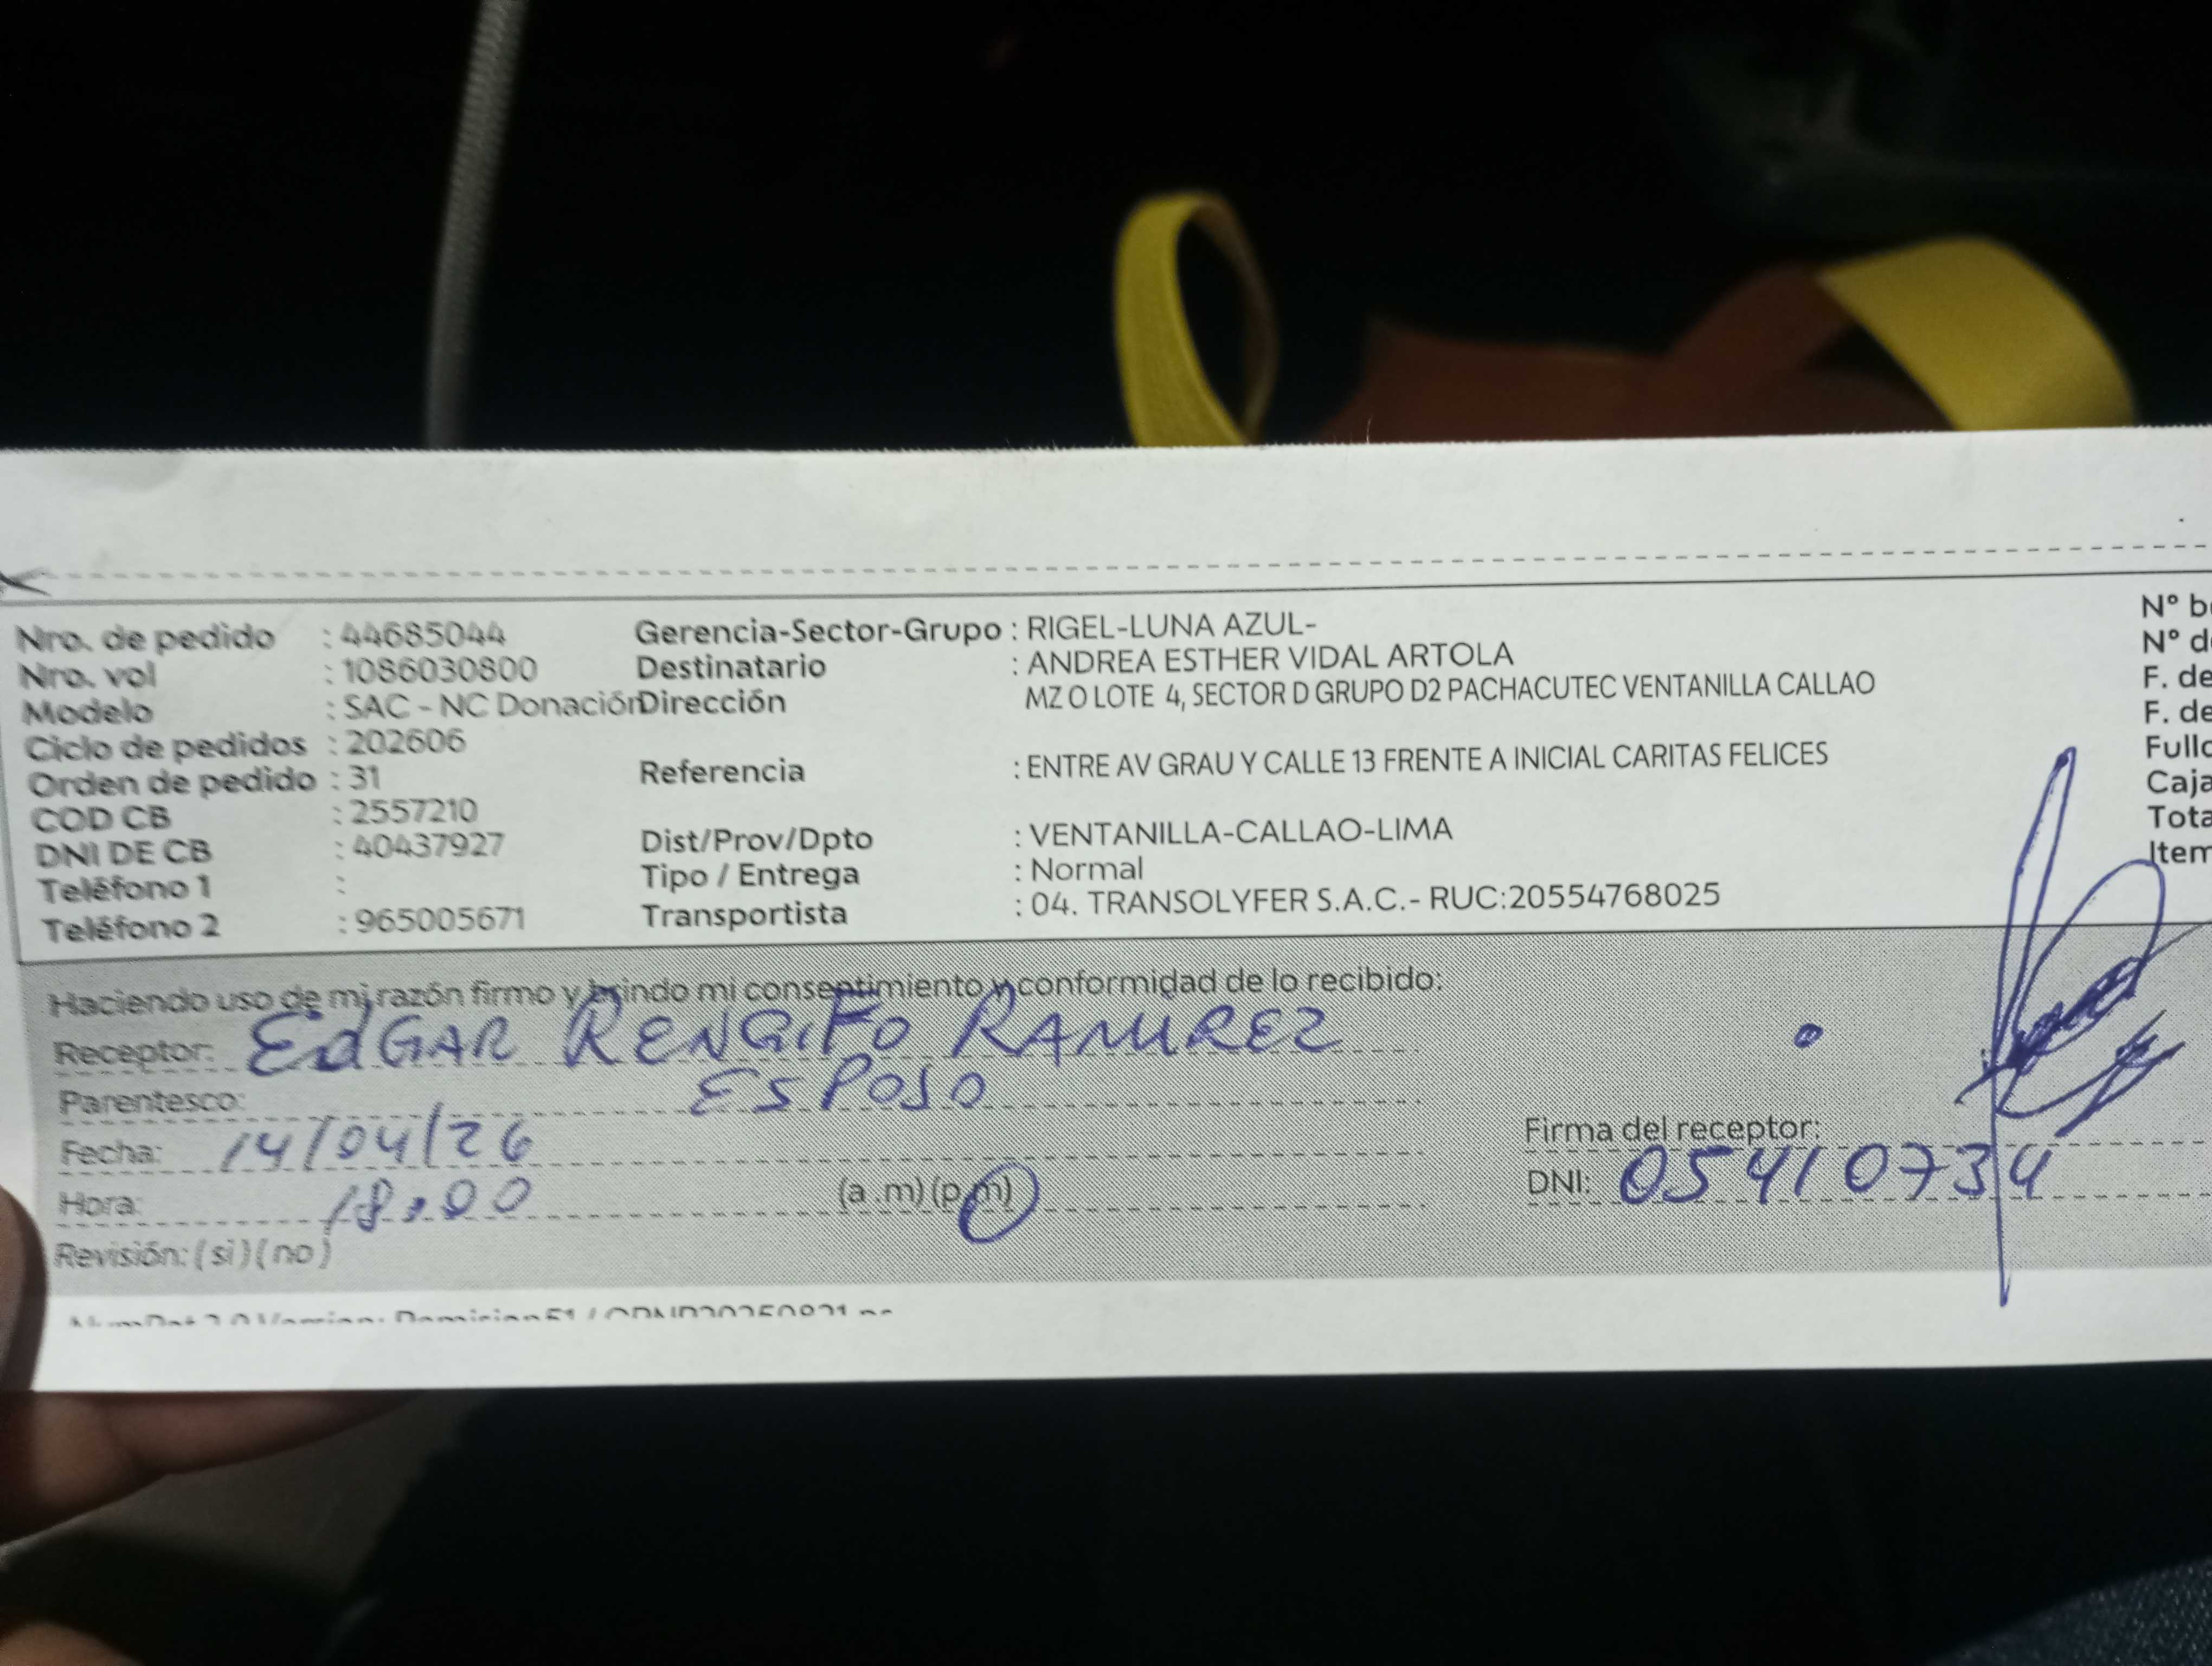 Nro. de pedido : 44685044
Nro. vol : 1086030800
Modelo : SAC - NC Donación
Ciclo de pedidos : 202606
Orden de pedido : 31
COD CB : 2557210
DNI DE CB : 40437927
Teléfono 1 :
Teléfono 2 : 965005671
Gerencia-Sector-Grupo : RIGEL-LUNA AZUL-
Destinatario : ANDREA ESTHER VIDAL ARTOLA
Dirección MZ O LOTE 4, SECTOR D GRUPO D2 PACHACUTEC VENTANILLA CALLAO
Referencia : ENTRE AV GRAU Y CALLE 13 FRENTE A INICIAL CARITAS FELICES
Dist/Prov/Dpto : VENTANILLA-CALLAO-LIMA
Tipo / Entrega : Normal
Transportista : 04. TRANSOLYFER S.A.C.- RUC:20554768025
N° b
N° d
F. de
F. de
Caja
Tota
Item
Haciendo uso de mi razón firmo y brindo mi consentimiento y conformidad de lo recibido:
Receptor: EDGAR RENGIFO RAMIREZ
Parentesco: ESPOSO
Fecha: 14/04/26
Hora: 18:00 (a .m) (p.m)
Revisión: ( si ) ( no )
Firma del receptor:
DNI: 05410734